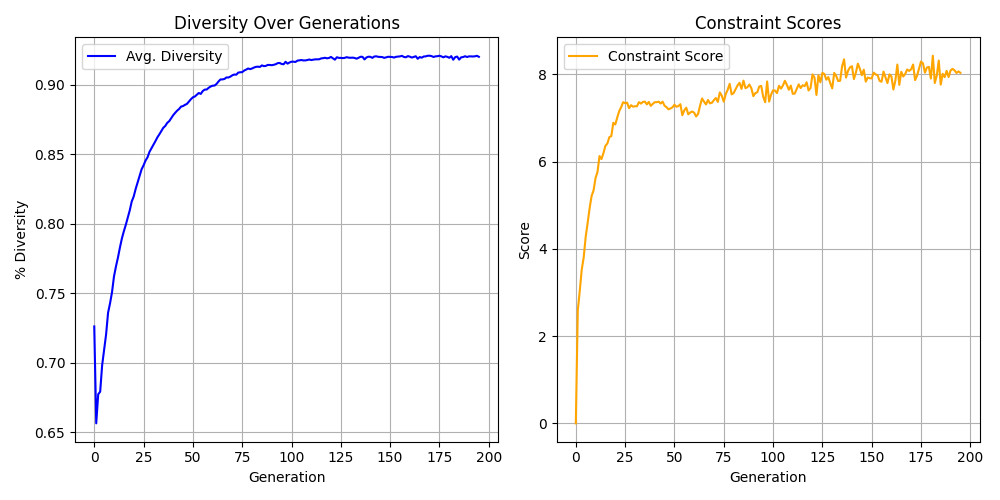 Diversity Over Generations
Avg. Diversity
% Diversity
0.90
0.85
0.80
0.75
0.70
0.65
0 25 50 75 100 125 150 175 200
Generation
Constraint Scores
Constraint Score
Score
8
6
4
2
0
0 25 50 75 100 125 150 175 200
Generation